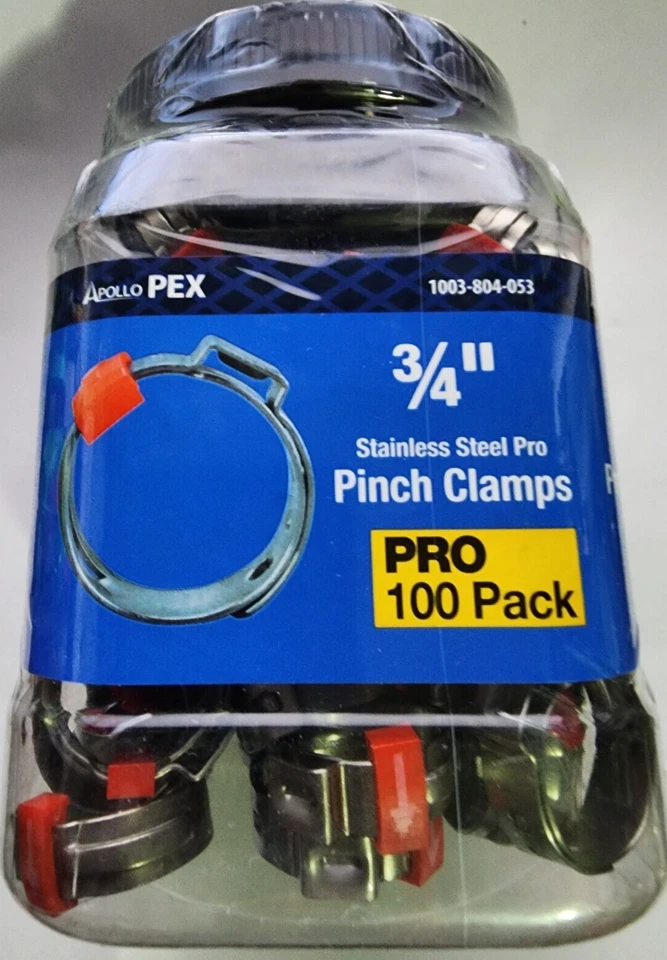 APOLLO PEX
1003-804-053
3/4"
Stainless Steel Pro
Pinch Clamps
PRO
100 Pack